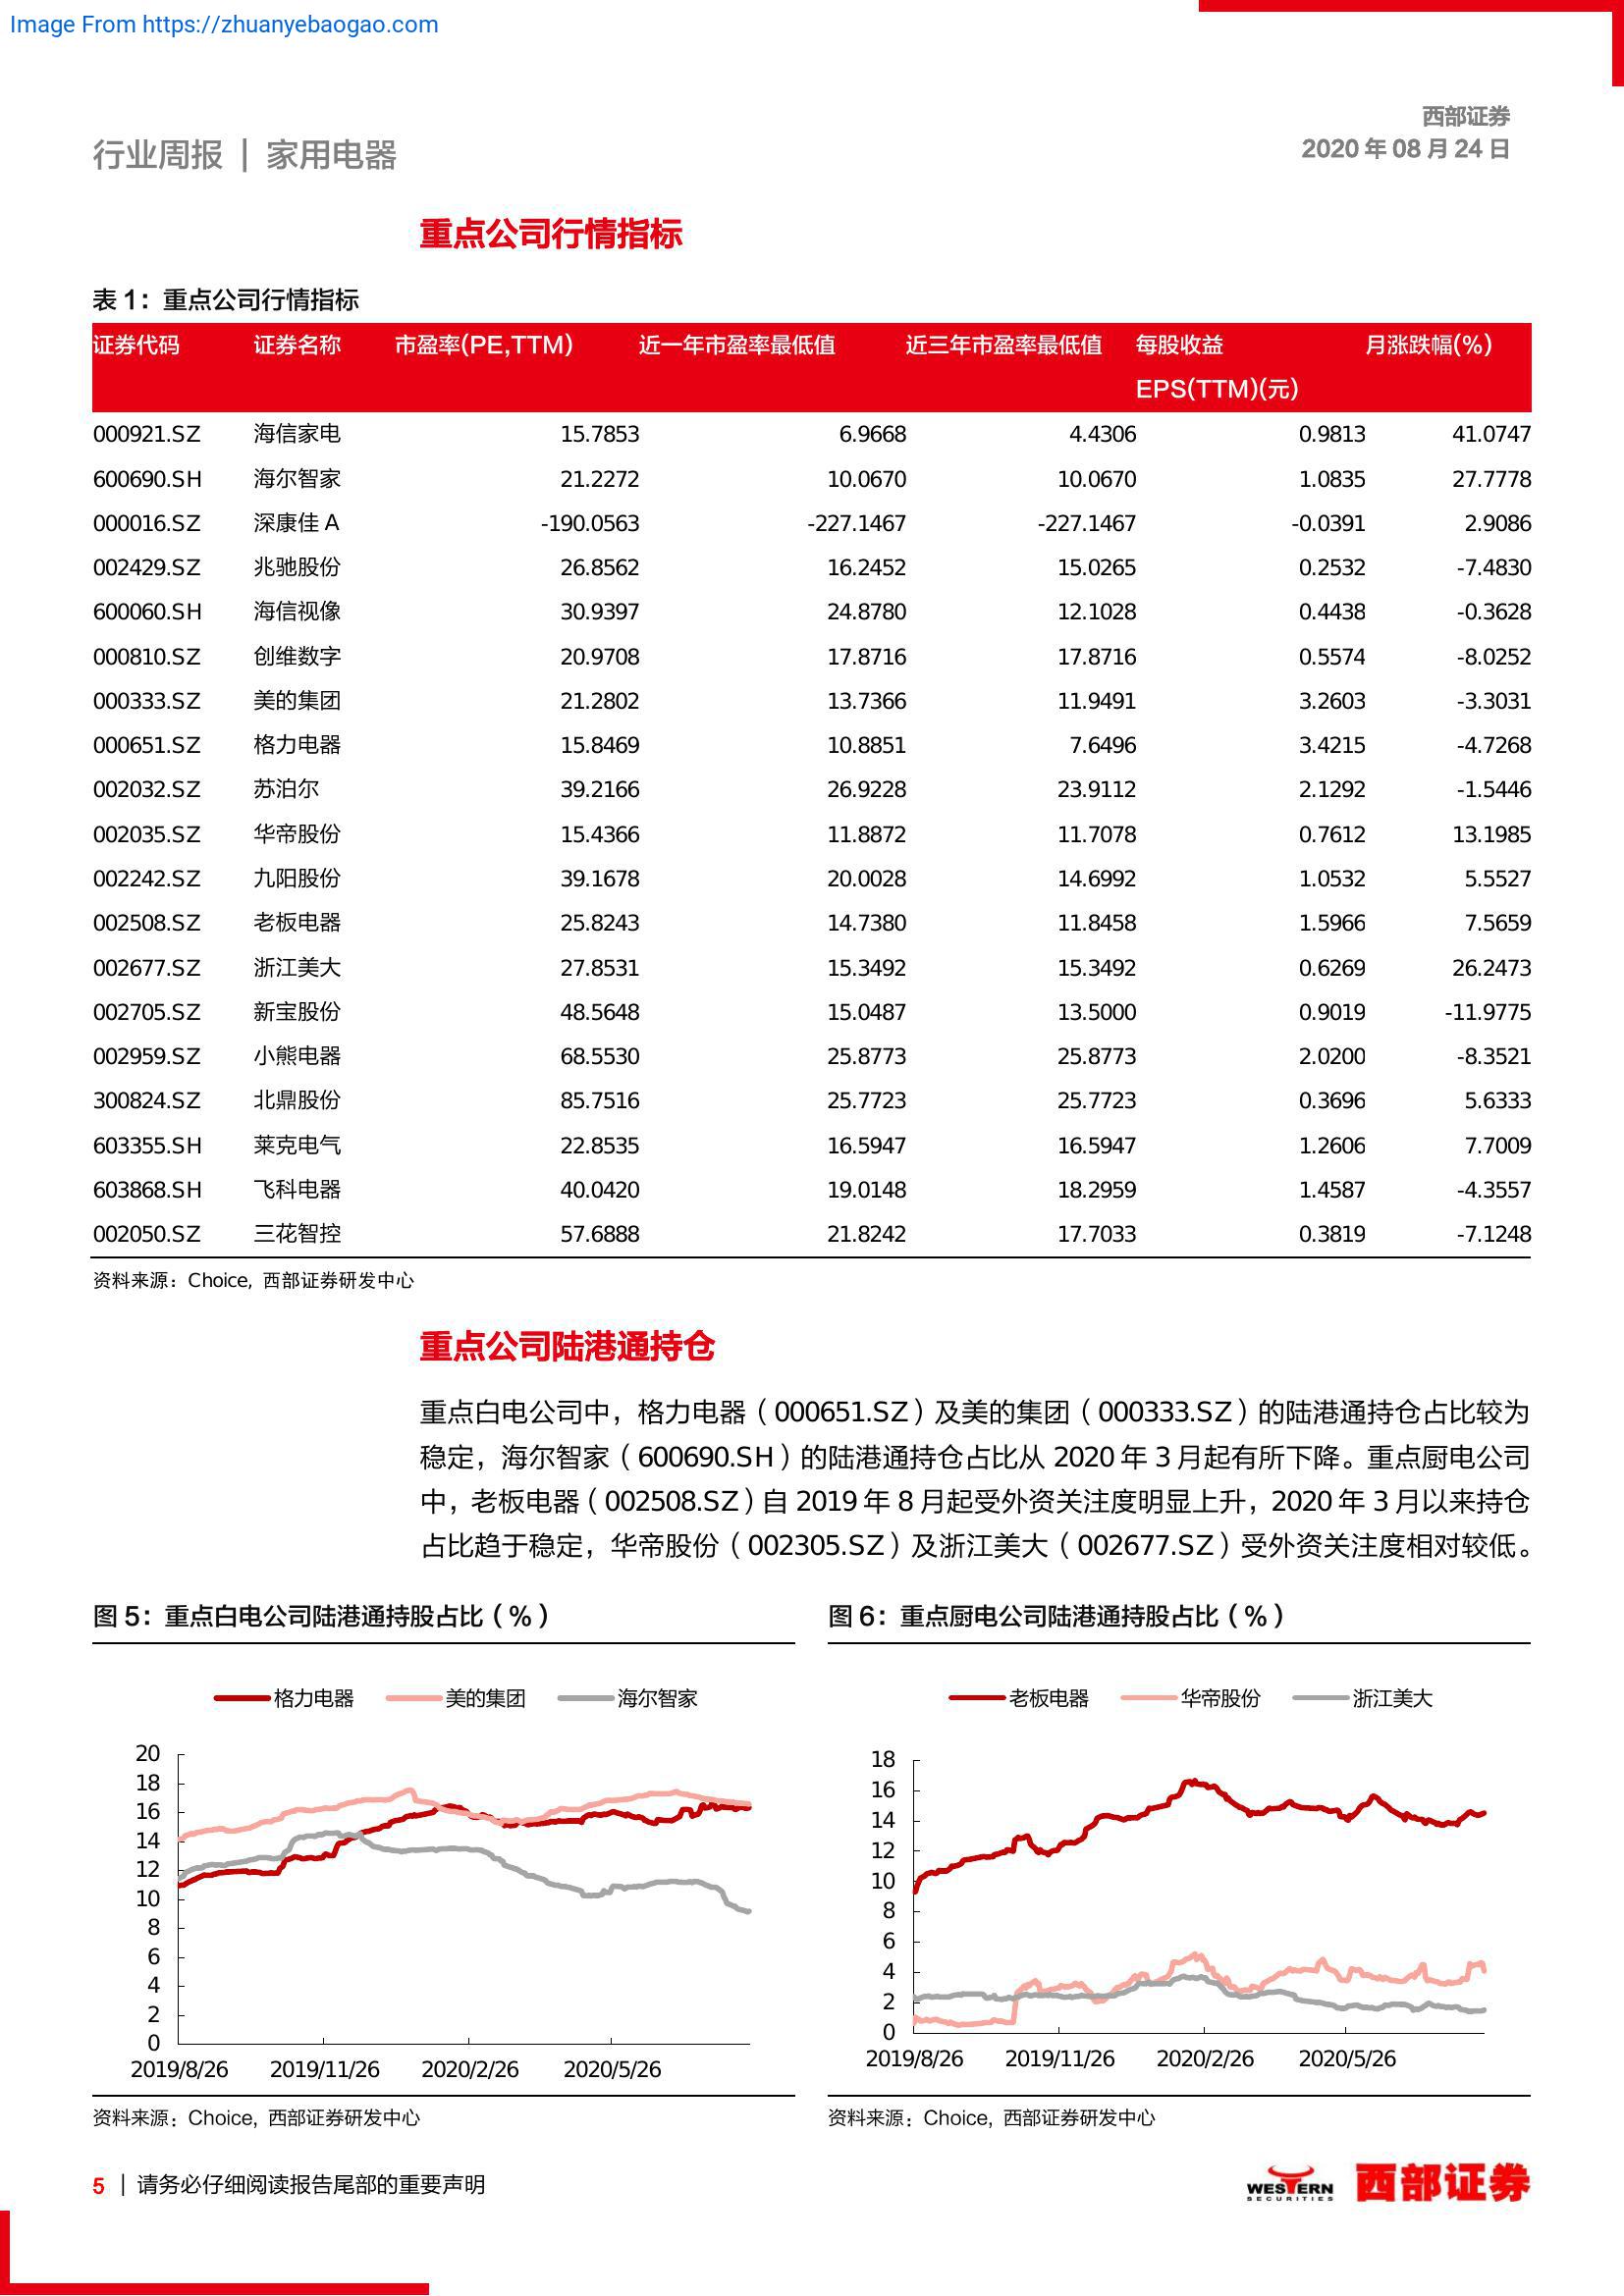 Image From https://zhuanyebaogao.com
西部证券
行业周报 | 家用电器
2020 年 08 月 24 日
重点公司行情指标
表 1：重点公司行情指标
证券代码 证券名称 市盈率(PE,TTM) 近一年市盈率最低值 近三年市盈率最低值 每股收益 月涨跌幅(%)
EPS(TTM)(元)
000921.SZ 海信家电 15.7853 6.9668 4.4306 0.9813 41.0747
600690.SH 海尔智家 21.2272 10.0670 10.0670 1.0835 27.7778
000016.SZ 深康佳 A -190.0563 -227.1467 -227.1467 -0.0391 2.9086
002429.SZ 兆驰股份 26.8562 16.2452 15.0265 0.2532 -7.4830
600060.SH 海信视像 30.9397 24.8780 12.1028 0.4438 -0.3628
000810.SZ 创维数字 20.9708 17.8716 17.8716 0.5574 -8.0252
000333.SZ 美的集团 21.2802 13.7366 11.9491 3.2603 -3.3031
000651.SZ 格力电器 15.8469 10.8851 7.6496 3.4215 -4.7268
002032.SZ 苏泊尔 39.2166 26.9228 23.9112 2.1292 -1.5446
002035.SZ 华帝股份 15.4366 11.8872 11.7078 0.7612 13.1985
002242.SZ 九阳股份 39.1678 20.0028 14.6992 1.0532 5.5527
002508.SZ 老板电器 25.8243 14.7380 11.8458 1.5966 7.5659
002677.SZ 浙江美大 27.8531 15.3492 15.3492 0.6269 26.2473
002705.SZ 新宝股份 48.5648 15.0487 13.5000 0.9019 -11.9775
002959.SZ 小熊电器 68.5530 25.8773 25.8773 2.0200 -8.3521
300824.SZ 北鼎股份 85.7516 25.7723 25.7723 0.3696 5.6333
603355.SH 莱克电气 22.8535 16.5947 16.5947 1.2606 7.7009
603868.SH 飞科电器 40.0420 19.0148 18.2959 1.4587 -4.3557
002050.SZ 三花智控 57.6888 21.8242 17.7033 0.3819 -7.1248
资料来源：Choice, 西部证券研发中心
重点公司陆港通持仓
重点白电公司中，格力电器（000651.SZ）及美的集团（000333.SZ）的陆港通持仓占比较为
稳定，海尔智家（600690.SH）的陆港通持仓占比从 2020 年 3 月起有所下降。重点厨电公司
中，老板电器（002508.SZ）自 2019 年 8 月起受外资关注度明显上升，2020 年 3 月以来持仓
占比趋于稳定，华帝股份（002305.SZ）及浙江美大（002677.SZ）受外资关注度相对较低。
图 5：重点白电公司陆港通持股占比（%）
格力电器 美的集团 海尔智家
20
18
16
14
12
10
8
6
4
2
0
2019/8/26 2019/11/26 2020/2/26 2020/5/26
资料来源：Choice, 西部证券研发中心
图 6：重点厨电公司陆港通持股占比（%）
老板电器 华帝股份 浙江美大
18
16
14
12
10
8
6
4
2
0
2019/8/26 2019/11/26 2020/2/26 2020/5/26
资料来源：Choice, 西部证券研发中心
5 | 请务必仔细阅读报告尾部的重要声明
WESTERN
SECURITIES
西部证券